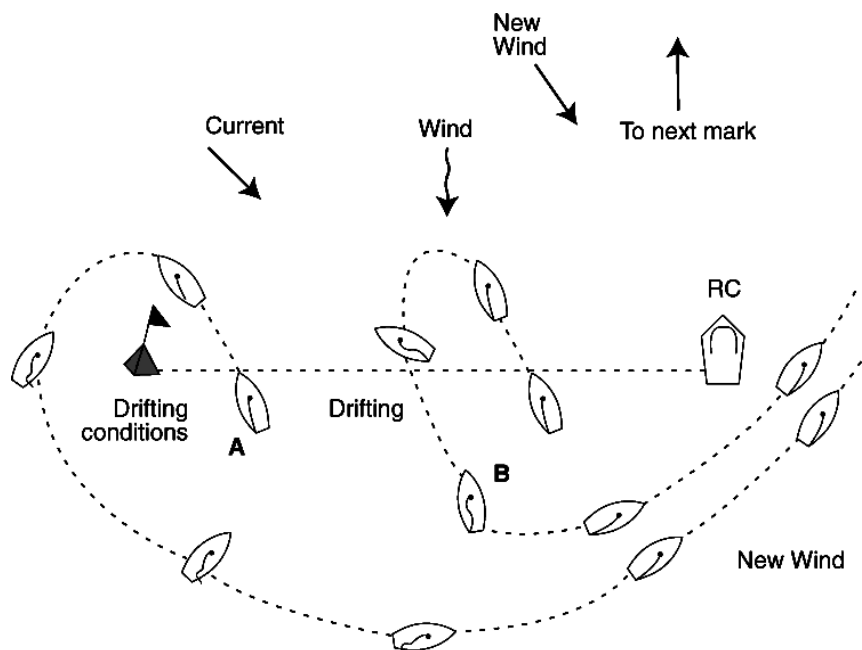 New
Wind
Current
Wind
To next mark
RC
Drifting
conditions
Drifting
A
B
New Wind